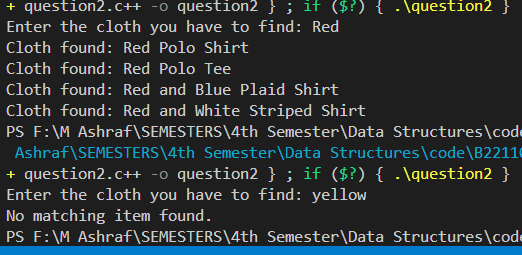 + question2.c++ -o question2 } ; if ($?) { .\question2 }
Enter the cloth you have to find: Red
Cloth found: Red Polo Shirt
Cloth found: Red Polo Tee
Cloth found: Red and Blue Plaid Shirt
Cloth found: Red and White Striped Shirt
PS F:\M Ashraf\SEMESTERS\4th Semester\Data Structures\code
Ashraf\SEMESTERS\4th Semester\Data Structures\code\B2211
+ question2.c++ -o question2 } ; if ($?) { .\question2 }
Enter the cloth you have to find: yellow
No matching item found.
PS F:\M Ashraf\SEMESTERS\4th Semester\Data Structures\code